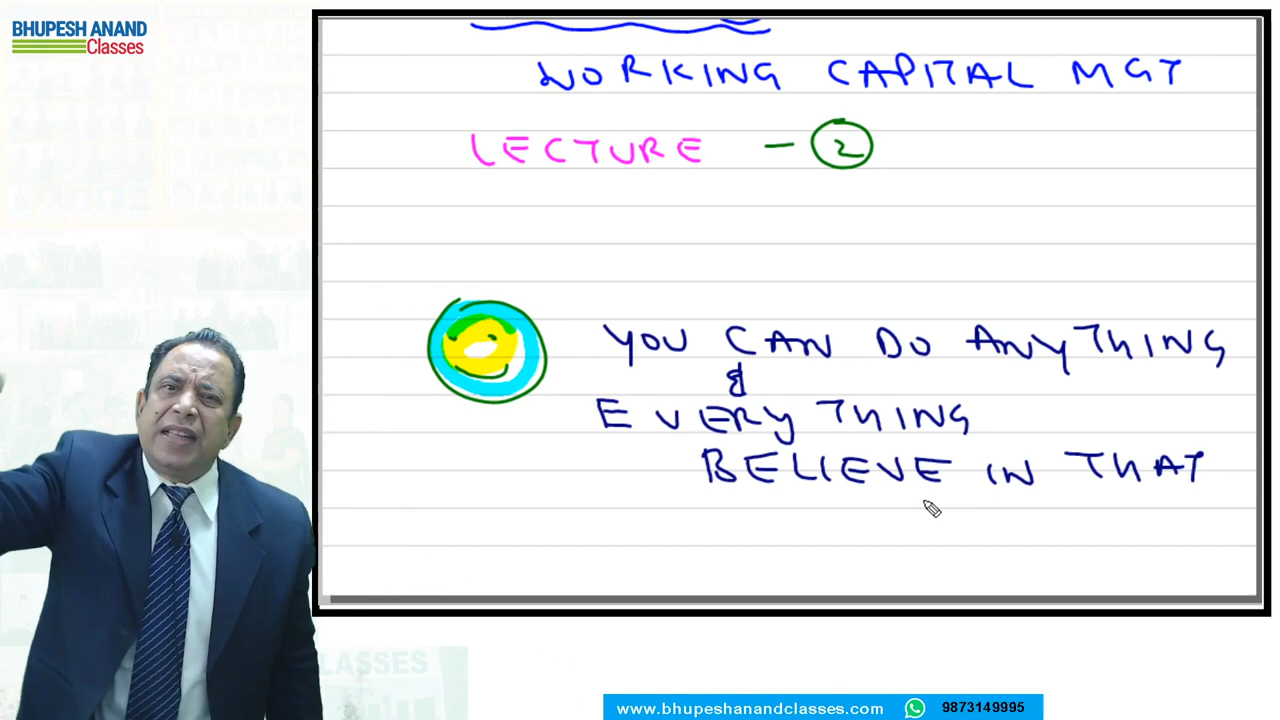 BHUPESH ANAND
Classes
WORKING CAPITAL MGT
LECTURE - 2
YOU CAN DO ANYTHING
&
EVERYTHING
BELIEVE IN THAT
CLASSES
www.bhupeshanandclasses.com 9873149995